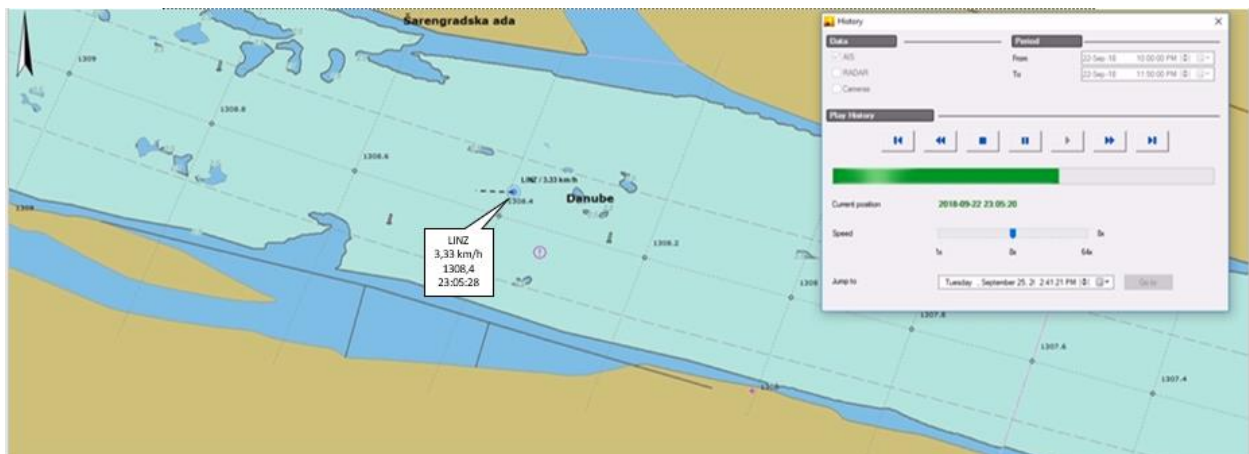 Šarengradska ada
1309
1308.8
1308.6
LINZ / 3,33 km/h
1308.4
Danube
LINZ
3,33 km/h
1308,4
23:05:28
1308.2
1307.8
1307.6
1307.4
History
Data
Period
AIS
RADAR
Cameras
From
22-Sep-18 10:00:00 PM
To
22-Sep-18 11:50:00 PM
Play History
Current position
2018-09-22 23:05:20
Speed
8x
1x
8x
64x
Jump to
Tuesday , September 25, 2:41:21 PM
Go to